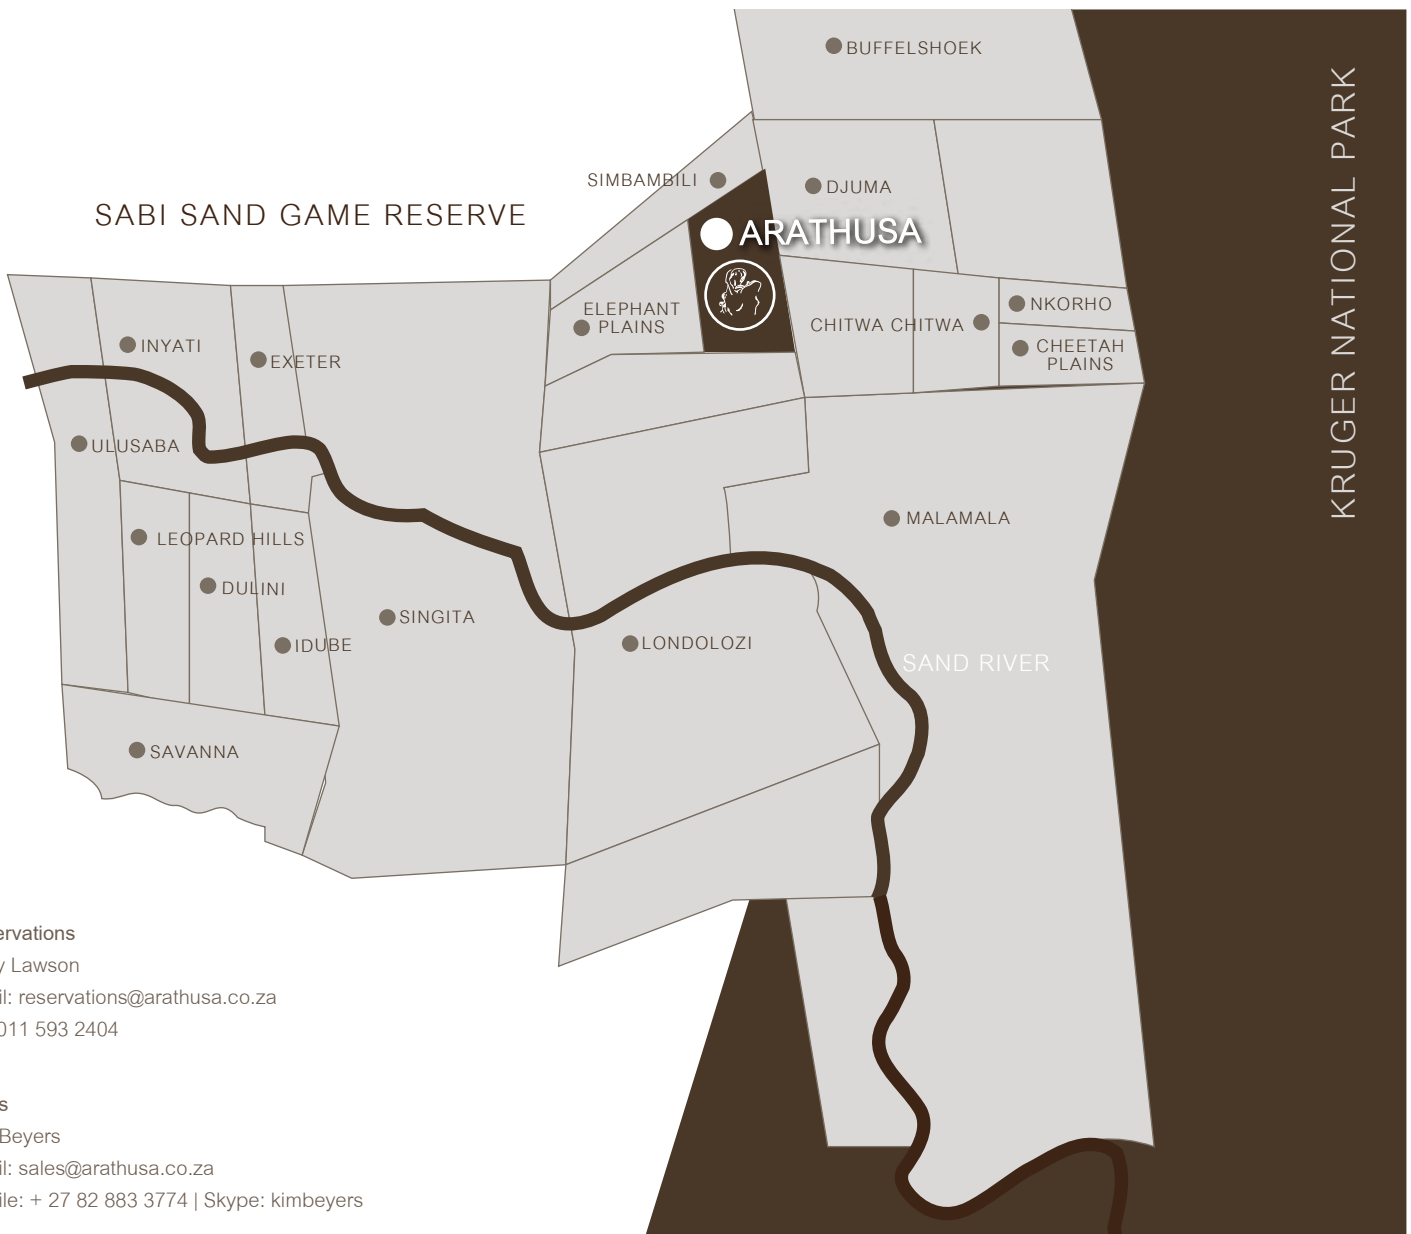 BUFFELSHOEK
KRUGER NATIONAL PARK
SIMBAMBILI
DJUMA
SABI SAND GAME RESERVE
ARATHUSA
ELEPHANT
PLAINS
NKORHO
CHITWA CHITWA
CHEETAH
PLAINS
INYATI
EXETER
ULUSABA
MALAMALA
LEOPARD HILLS
DULINI
SINGITA
IDUBE
LONDOLOZI
SAND RIVER
SAVANNA
ervations
y Lawson
il: reservations@arathusa.co.za
011 593 2404
s
Beyers
il: sales@arathusa.co.za
ile: + 27 82 883 3774 | Skype: kimbeyers